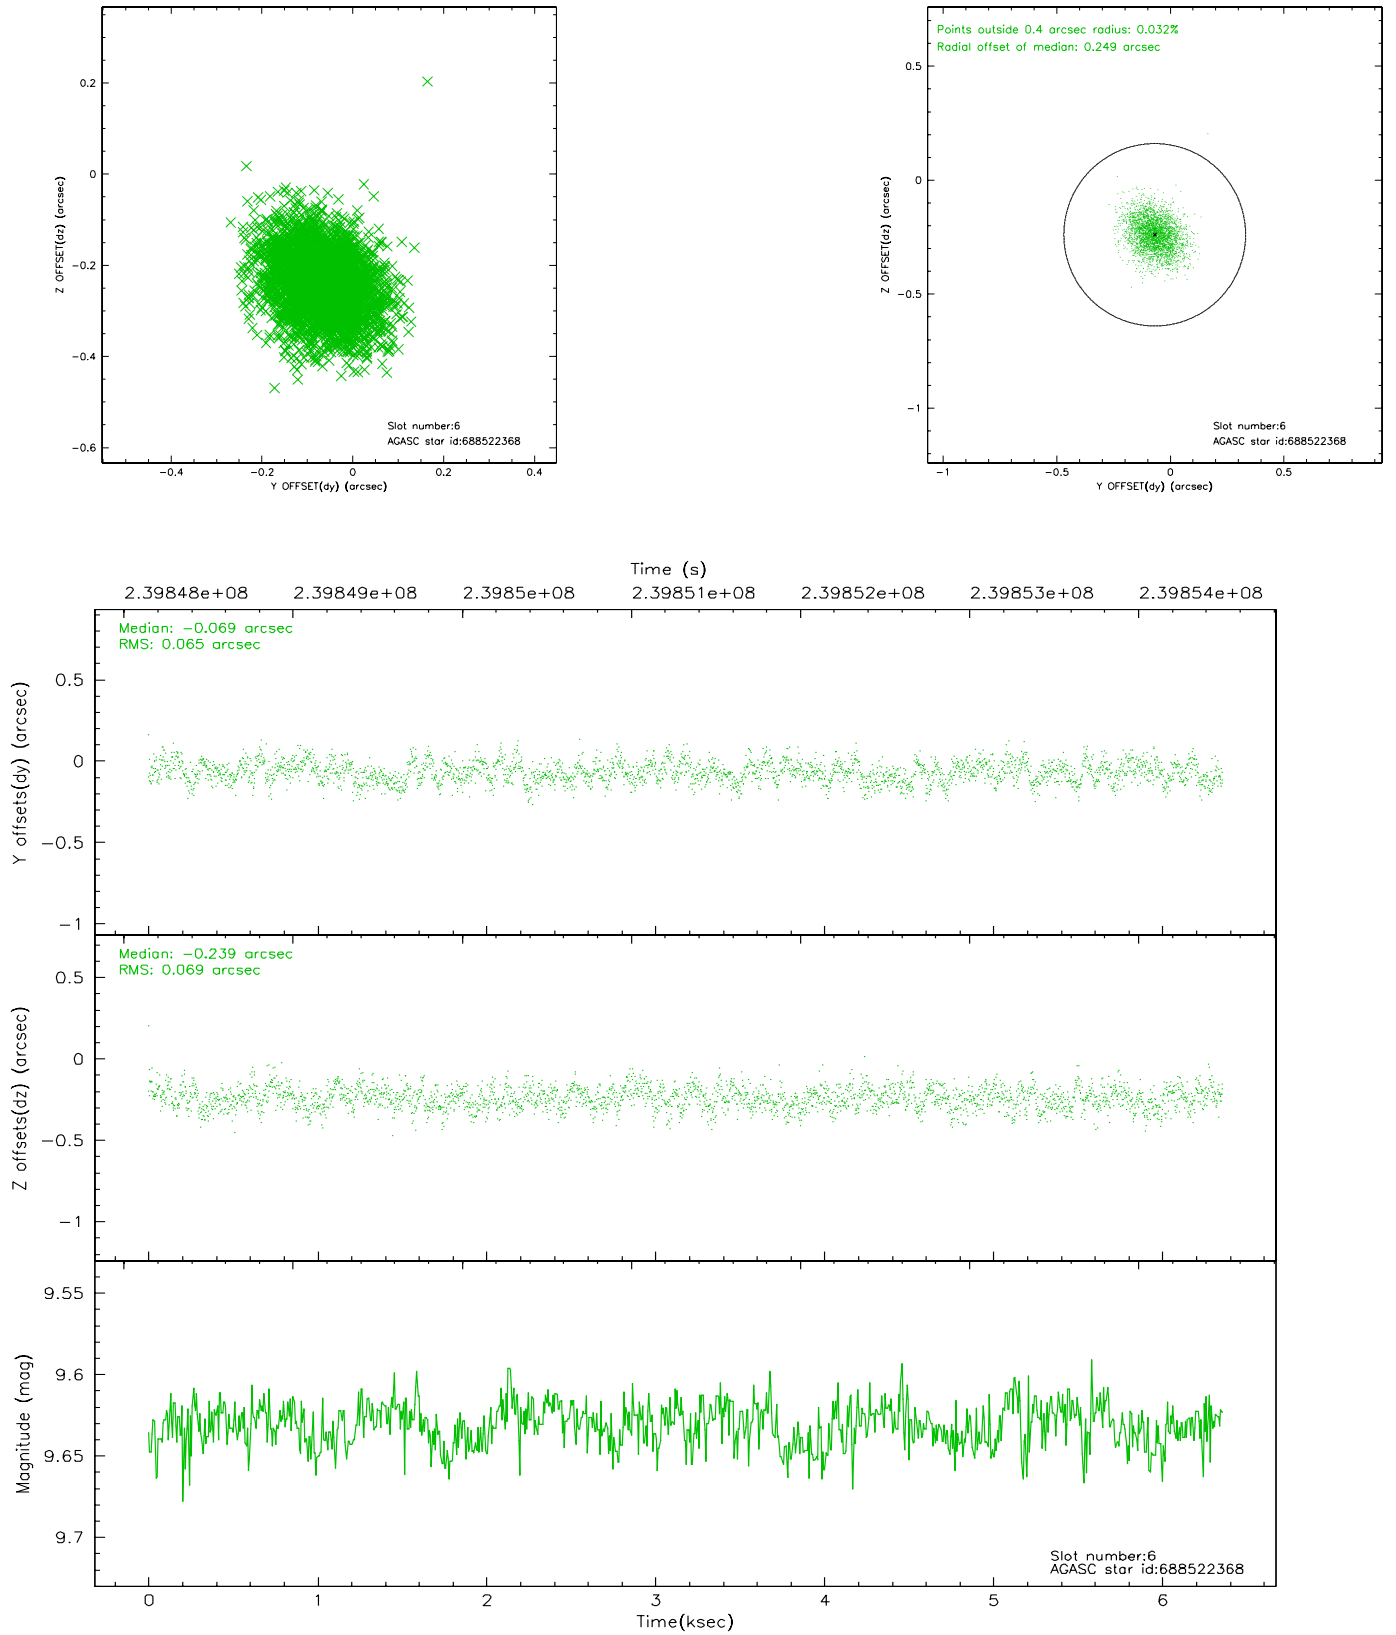 0.2
0
−0.2
−0.4
−0.6
Z OFFSET(dz) (arcsec)
Slot number:6
AGASC star id:688522368
−0.4 −0.2 0 0.2 0.4
Y OFFSET(dy) (arcsec)
Points outside 0.4 arcsec radius: 0.032%
Radial offset of median: 0.249 arcsec
0.5
0
−0.5
−1
Z OFFSET(dz) (arcsec)
Slot number:6
AGASC star id:688522368
−1 −0.5 0 0.5
Y OFFSET(dy) (arcsec)
Time (s)
2.39848e+08 2.39849e+08 2.3985e+08 2.39851e+08 2.39852e+08 2.39853e+08 2.39854e+08
Median: −0.069 arcsec
RMS: 0.065 arcsec
0.5
0
−0.5
−1
Y offsets(dy) (arcsec)
Median: −0.239 arcsec
RMS: 0.069 arcsec
0.5
0
−0.5
−1
Z offsets(dz) (arcsec)
9.55
9.6
9.65
9.7
Magnitude (mag)
Slot number:6
AGASC star id:688522368
0 1 2 3 4 5 6
Time(ksec)